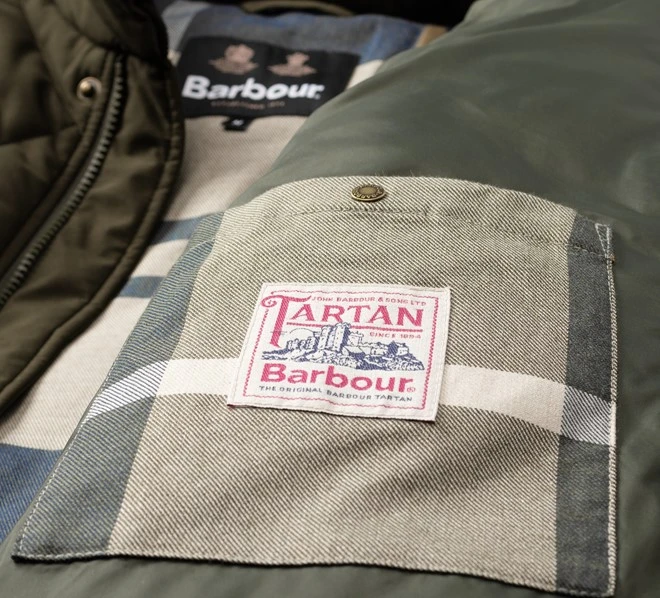 Barbour
JOHN BARBOUR & SONS LTD
TARTAN
SINCE 1894
Barbour®
THE ORIGINAL BARBOUR TARTAN